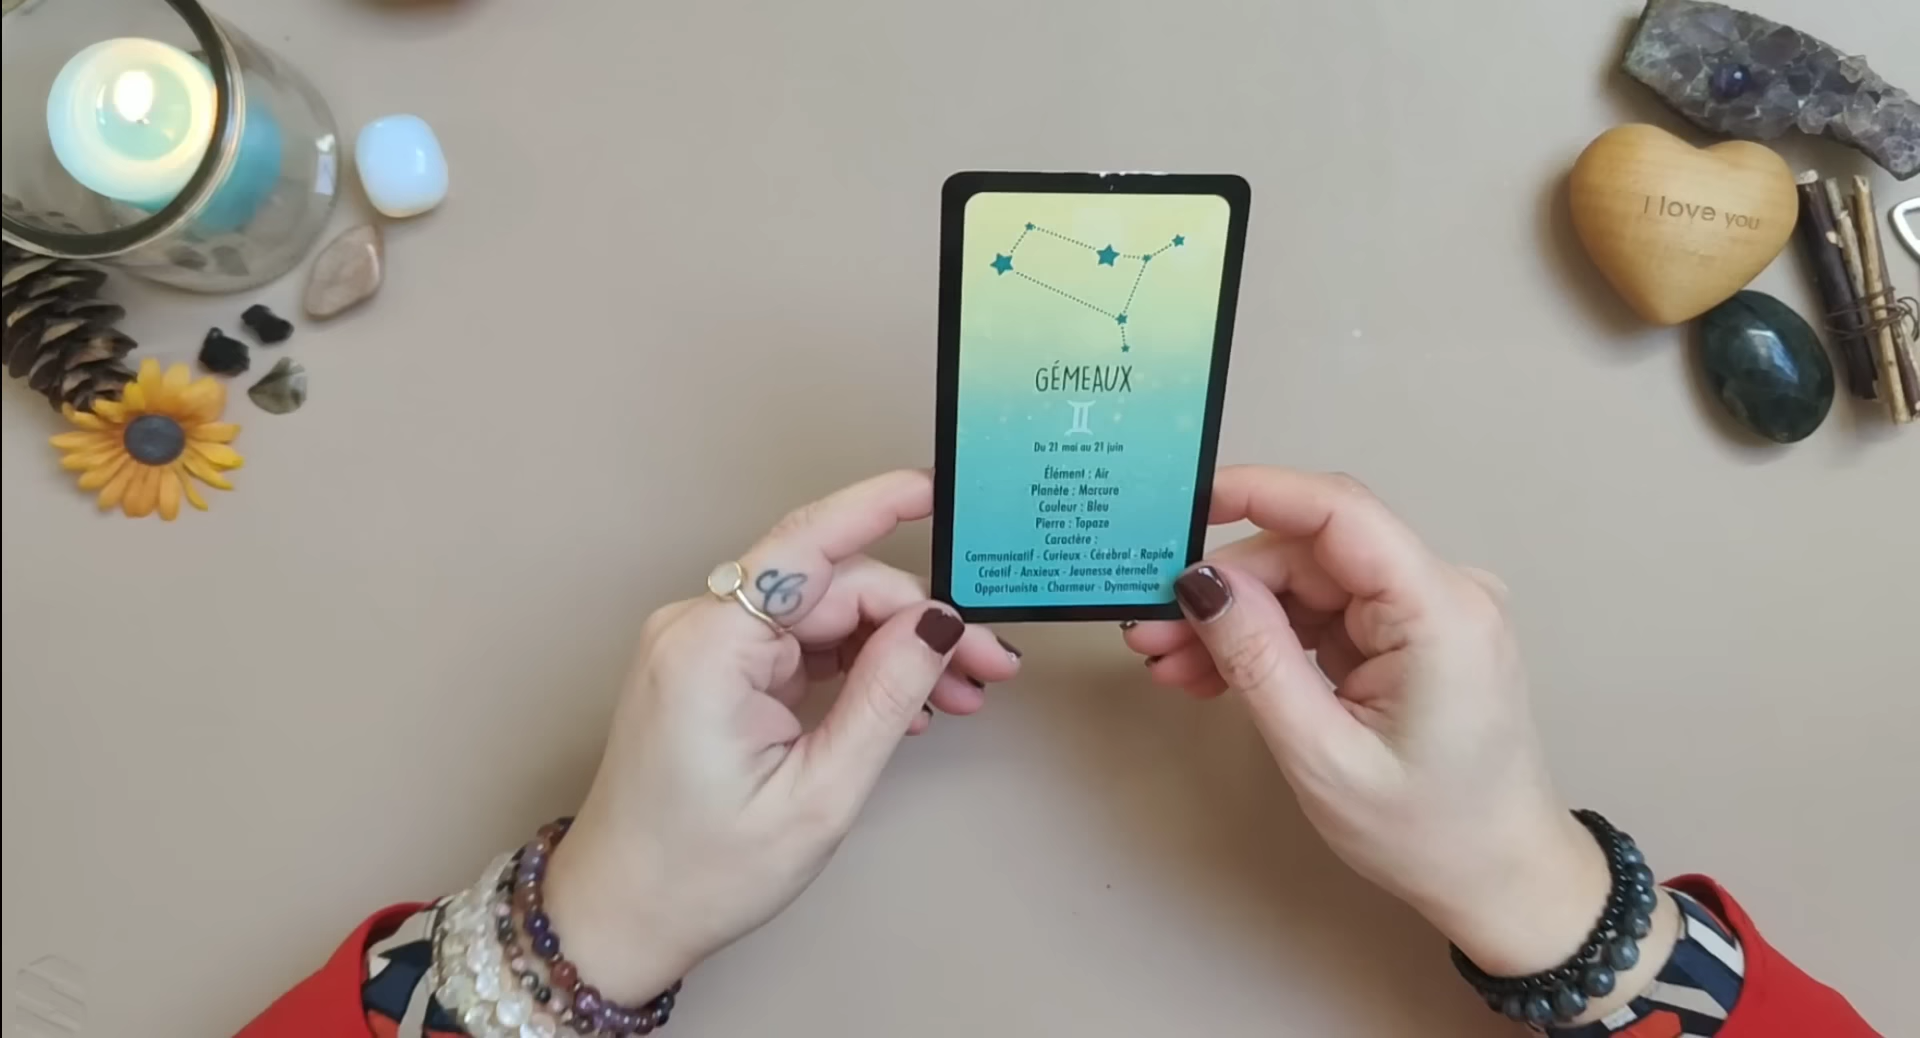 I love you
GÉMEAUX
Du 21 mai au 21 juin
Élément : Air
Planète : Mercure
Couleur : Bleu
Pierre : Topaze
Caractère :
Communicatif - Curieux - Cérébral - Rapide
Créatif - Anxieux - Jeunesse éternelle
Opportuniste - Charmeur - Dynamique